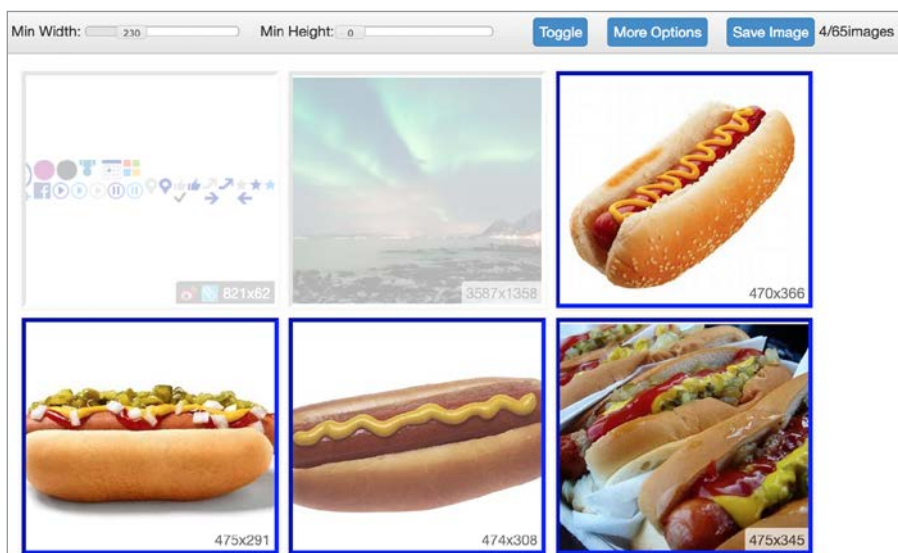 Min Width: 230 Min Height: 0 Toggle More Options Save Image 4/65images
821x62 3587x1358 470x366
475x291 474x308 475x345